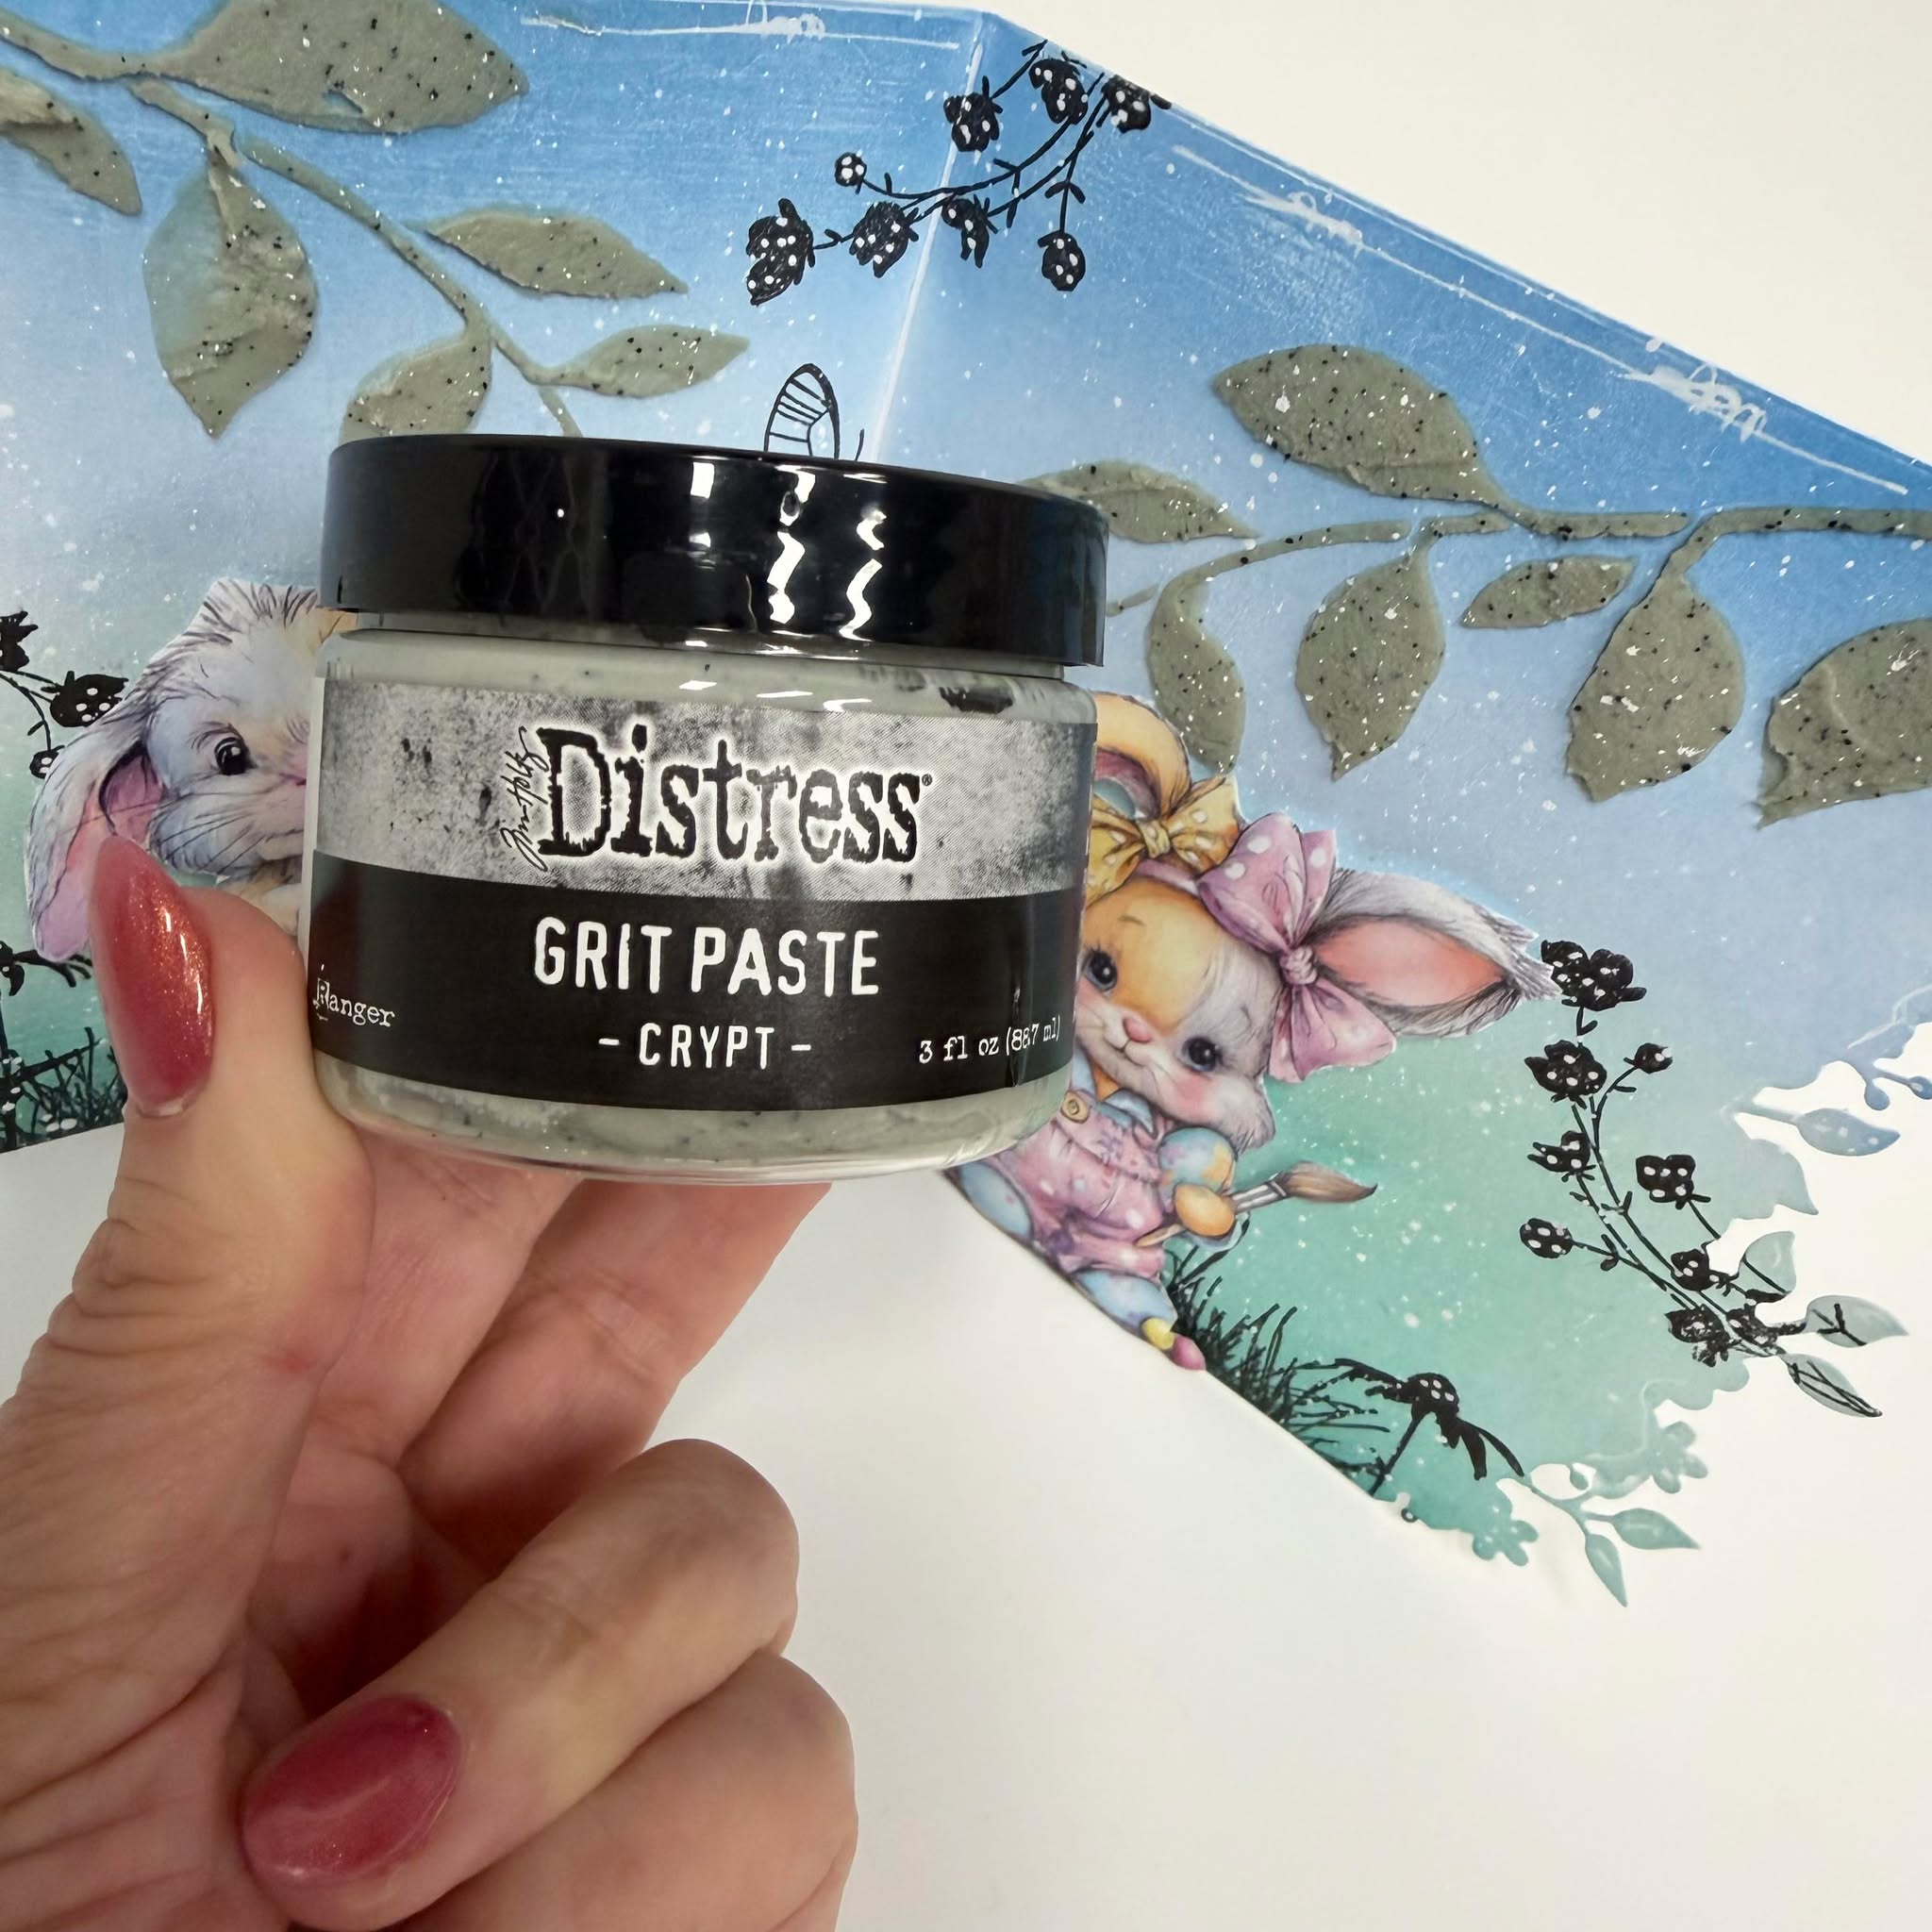 Tim Holtz
Distress®
GRIT PASTE
- CRYPT -
Ranger
3 fl oz (88.7 ml)